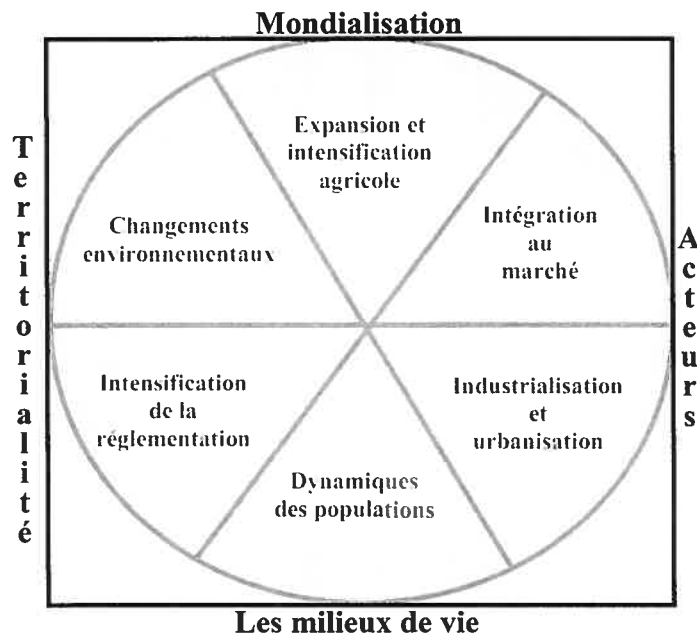 Mondialisation
Territorialité
Expansion et
intensification
agricole
Changements
environnementaux
Intégration
au
marché
Acteurs
Intensification
de la
réglementation
Industrialisation
et
urbanisation
Dynamiques
des populations
Les milieux de vie